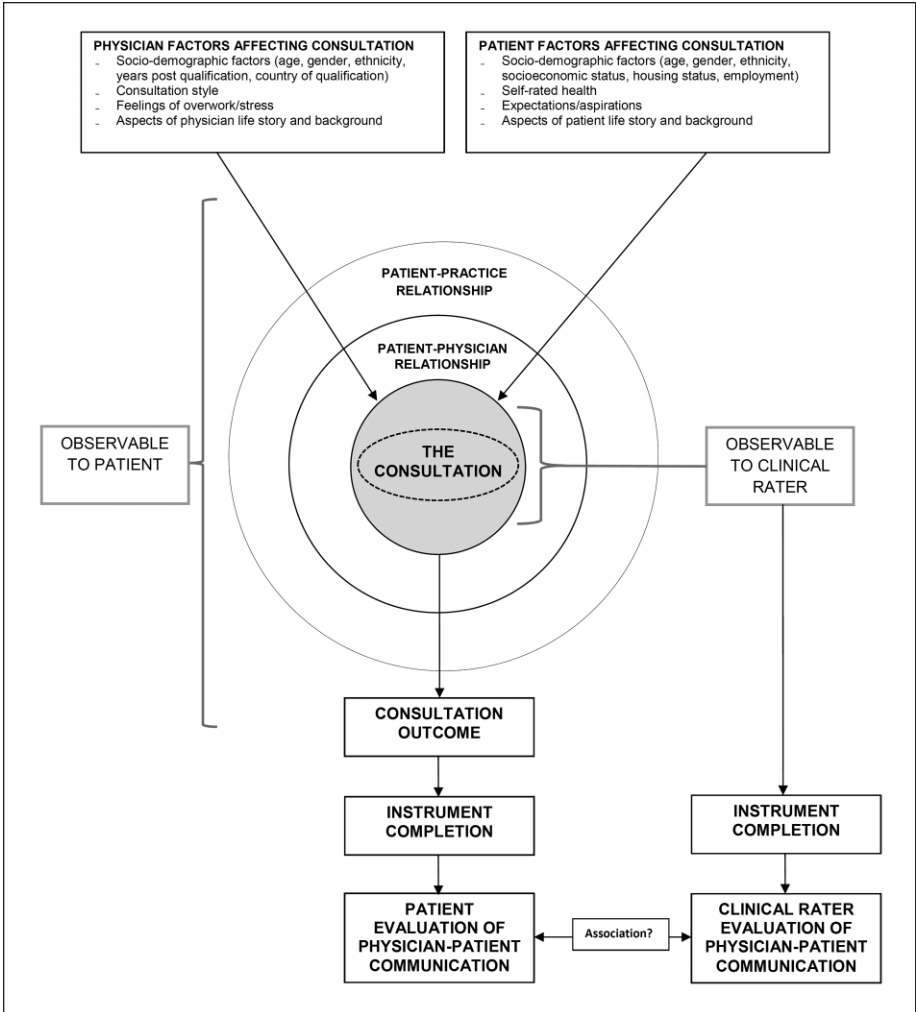 PHYSICIAN FACTORS AFFECTING CONSULTATION
- Socio-demographic factors (age, gender, ethnicity,
years post qualification, country of qualification)
- Consultation style
- Feelings of overwork/stress
- Aspects of physician life story and background
PATIENT FACTORS AFFECTING CONSULTATION
- Socio-demographic factors (age, gender, ethnicity,
socioeconomic status, housing status, employment)
- Self-rated health
- Expectations/aspirations
- Aspects of patient life story and background
PATIENT-PRACTICE
RELATIONSHIP
PATIENT-PHYSICIAN
RELATIONSHIP
THE
CONSULTATION
OBSERVABLE
TO PATIENT
OBSERVABLE
TO CLINICAL
RATER
CONSULTATION
OUTCOME
INSTRUMENT
COMPLETION
INSTRUMENT
COMPLETION
PATIENT
EVALUATION OF
PHYSICIAN-PATIENT
COMMUNICATION
Association?
CLINICAL RATER
EVALUATION OF
PHYSICIAN-PATIENT
COMMUNICATION